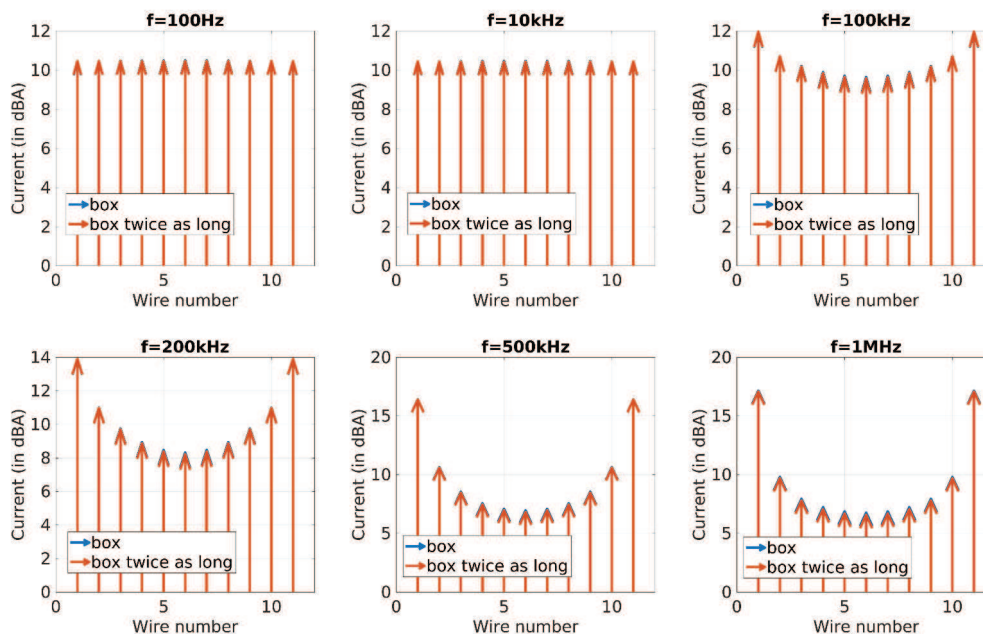 f=100Hz
12
10
8
6
4
2
0
Current (in dBA)
box
box twice as long
0 5 10
Wire number
f=10kHz
12
10
8
6
4
2
0
Current (in dBA)
box
box twice as long
0 5 10
Wire number
f=100kHz
12
10
8
6
4
2
0
Current (in dBA)
box
box twice as long
0 5 10
Wire number
f=200kHz
14
12
10
8
6
4
2
0
Current (in dBA)
box
box twice as long
0 5 10
Wire number
f=500kHz
20
15
10
5
0
Current (in dBA)
box
box twice as long
0 5 10
Wire number
f=1MHz
20
15
10
5
0
Current (in dBA)
box
box twice as long
0 5 10
Wire number